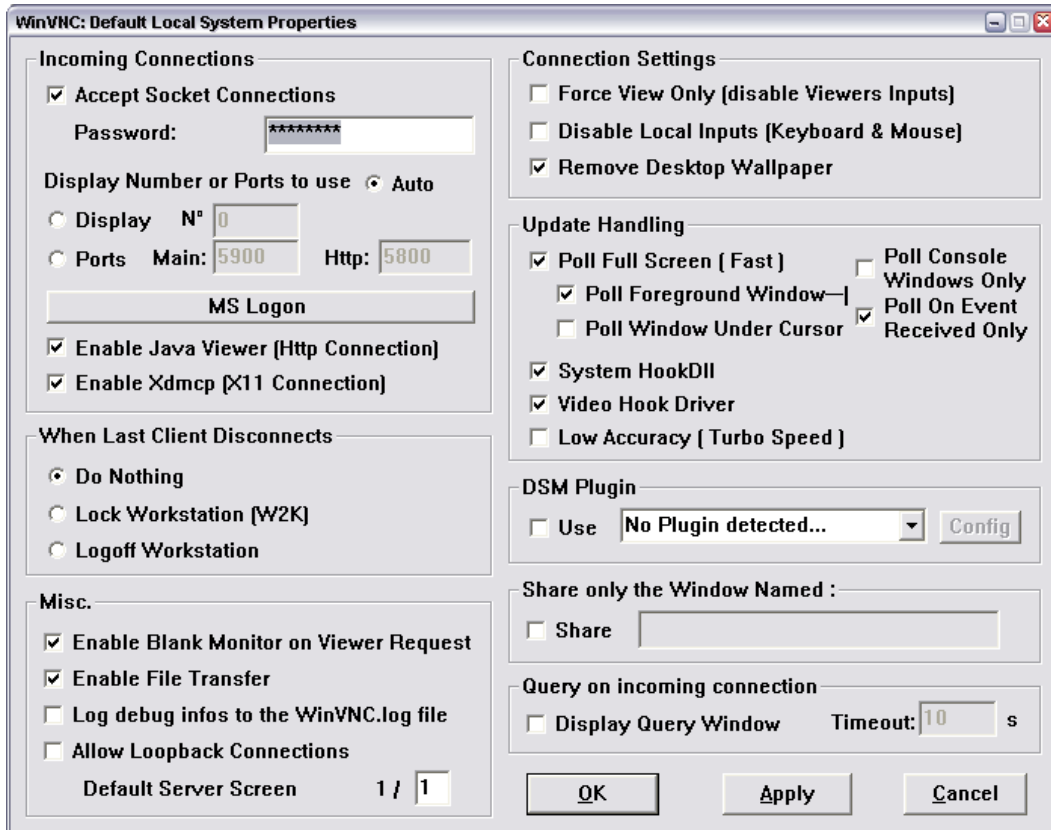 WinVNC: Default Local System Properties
Incoming Connections
Accept Socket Connections
Password: ********
Display Number or Ports to use Auto
Display N° 0
Ports Main: 5900 Http: 5800
MS Logon
Enable Java Viewer (Http Connection)
Enable Xdmcp (X11 Connection)
When Last Client Disconnects
Do Nothing
Lock Workstation (W2K)
Logoff Workstation
Misc.
Enable Blank Monitor on Viewer Request
Enable File Transfer
Log debug infos to the WinVNC.log file
Allow Loopback Connections
Default Server Screen 1 / 1
Connection Settings
Force View Only (disable Viewers Inputs)
Disable Local Inputs (Keyboard & Mouse)
Remove Desktop Wallpaper
Update Handling
Poll Full Screen ( Fast )
Poll Foreground Window—|
Poll Window Under Cursor
Poll Console
Windows Only
Poll On Event
Received Only
System HookDll
Video Hook Driver
Low Accuracy ( Turbo Speed )
DSM Plugin
Use No Plugin detected... Config
Share only the Window Named :
Share
Query on incoming connection
Display Query Window Timeout: 10 s
OK Apply Cancel